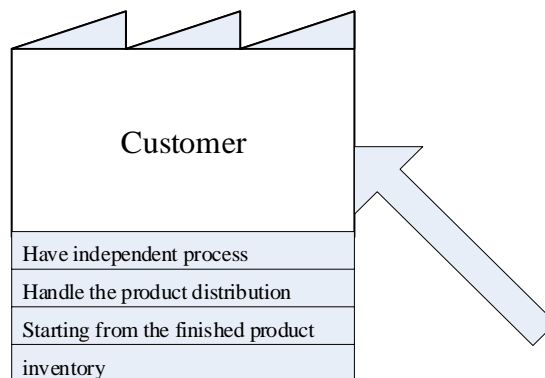 Customer
Have independent process
Handle the product distribution
Starting from the finished product
inventory